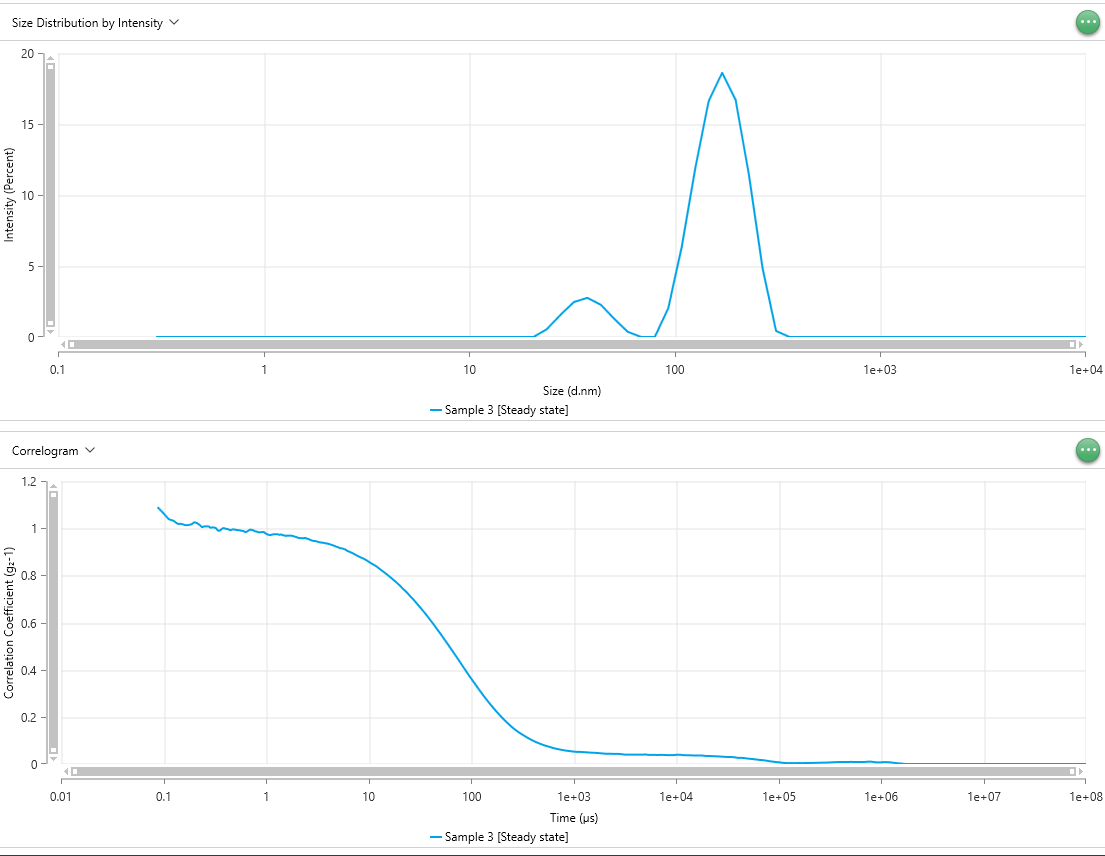 Size Distribution by Intensity
20
15
10
5
0
Intensity (Percent)
0.1 1 10 100 1e+03 1e+04
Size (d.nm)
Sample 3 [Steady state]
Correlogram
1.2
1
0.8
0.6
0.4
0.2
0
Correlation Coefficient (g₂-1)
0.01 0.1 1 10 100 1e+03 1e+04 1e+05 1e+06 1e+07 1e+08
Time (µs)
Sample 3 [Steady state]